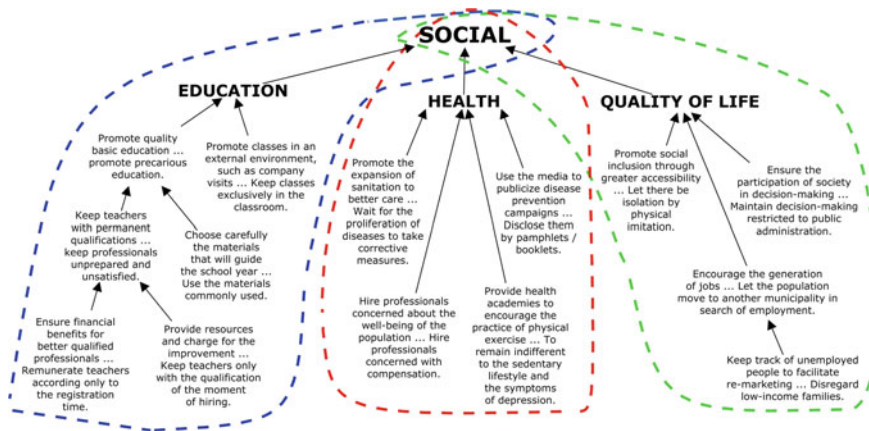 SOCIAL
EDUCATION
Promote quality
basic education ...
promote precarious
education.
Promote classes in an
external environment,
such as company
visits ... Keep classes
exclusively in the
classroom.
Keep teachers
with permanent
qualifications ...
keep professionals
unprepared and
unsatisfied.
Choose carefully
the materials
that will guide
the school year ...
Use the materials
commonly used.
Ensure financial
benefits for
better qualified
professionals ...
Remunerate teachers
according only to
the registration
time.
Provide resources
and charge for the
improvement ...
Keep teachers only
with the qualification
of the moment
of hiring.
HEALTH
Promote the
expansion of
sanitation to
better care ...
Wait for the
proliferation of
diseases to take
corrective
measures.
Use the media to
publicize disease
prevention
campaigns ...
Disclose them
by pamphlets /
booklets.
Hire professionals
concerned about the
well-being of the
population ... Hire
professionals
concerned with
compensation.
Provide health
academies to
encourage the
practice of physical
exercise ... To
remain indifferent
to the sedentary
lifestyle and
the symptoms
of depression.
QUALITY OF LIFE
Promote social
inclusion through
greater accessibility
... Let there be
isolation by
physical
imitation.
Ensure the
participation of society
in decision-making ...
Maintain decision-making
restricted to public
administration.
Encourage the generation
of jobs ... Let the population
move to another municipality in
search of employment.
Keep track of unemployed
people to facilitate
re-marketing ... Disregard
low-income families.